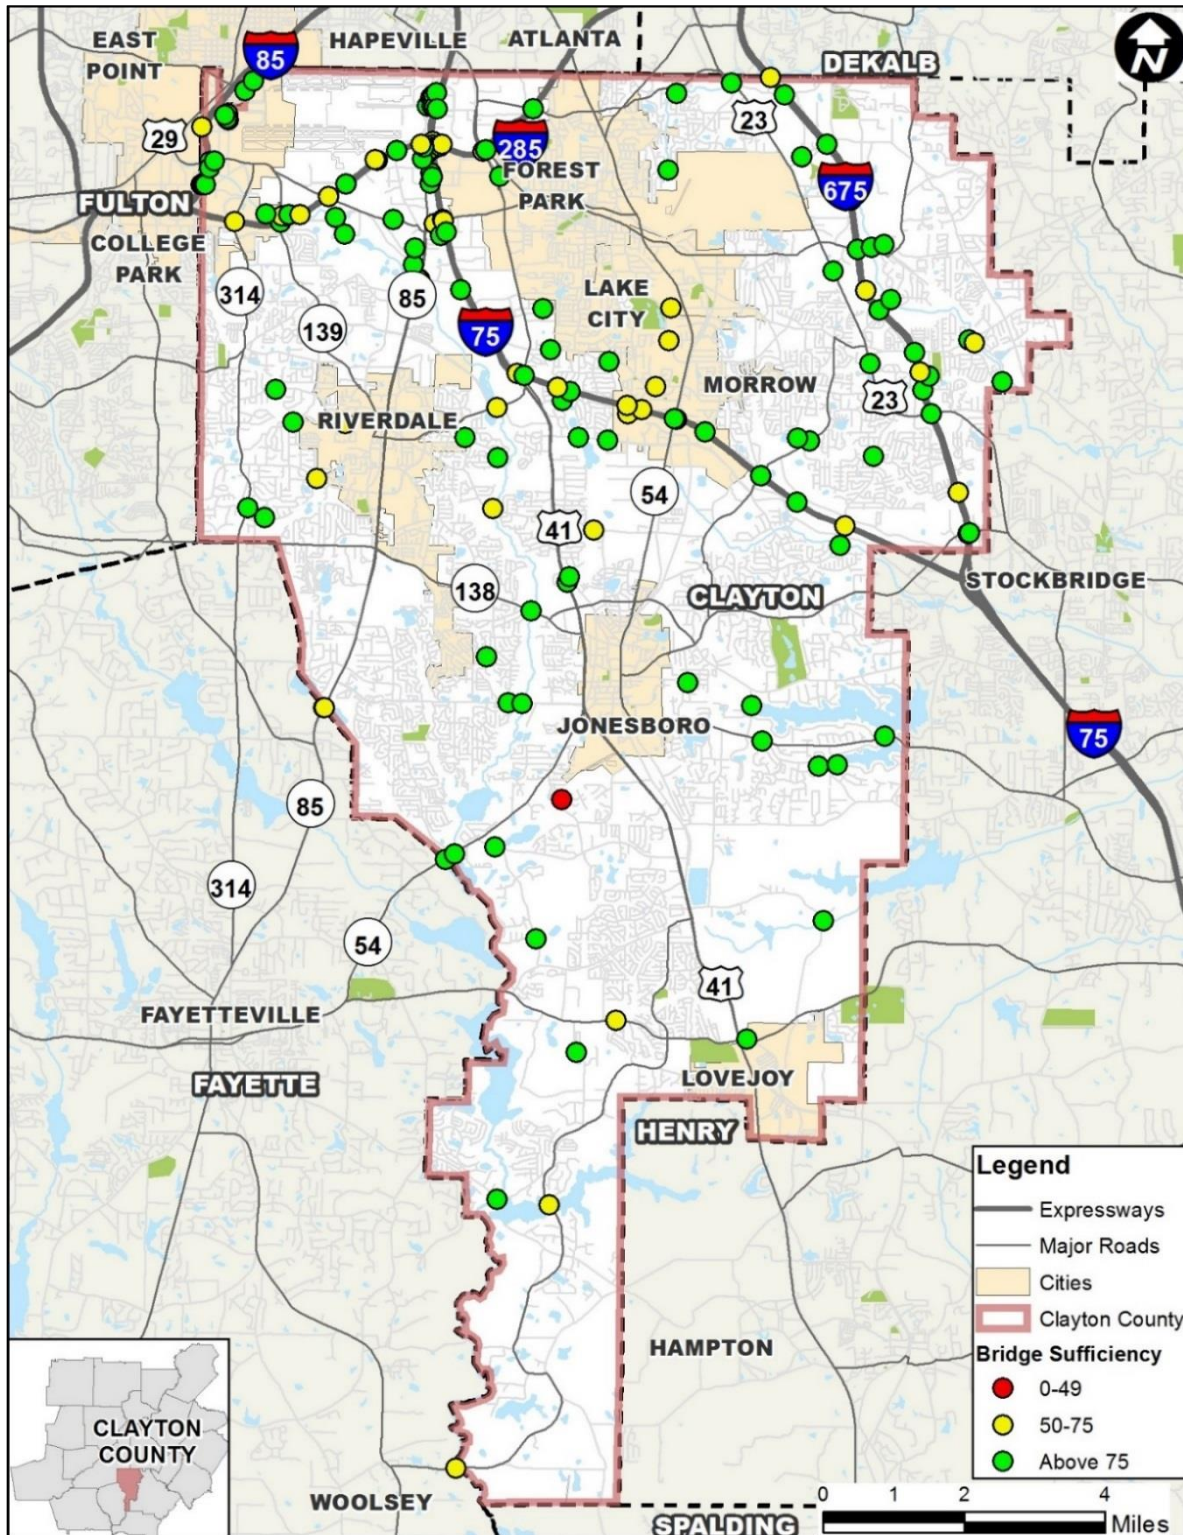 EAST
POINT
85
HAPEVILLE
ATLANTA
DEKALB
N
29
23
285
FOREST
PARK
675
FULTON
COLLEGE
PARK
314
139
85
75
LAKE
CITY
MORROW
23
RIVERDALE
54
41
138
CLAYTON
STOCKBRIDGE
JONESBORO
75
85
314
54
41
FAYETTEVILLE
LOVEJOY
FAYETTE
HENRY
HAMPTON
WOOLSEY
SPALDING
Legend
Expressways
Major Roads
Cities
Clayton County
Bridge Sufficiency
0-49
50-75
Above 75
CLAYTON
COUNTY
0 1 2 4
Miles